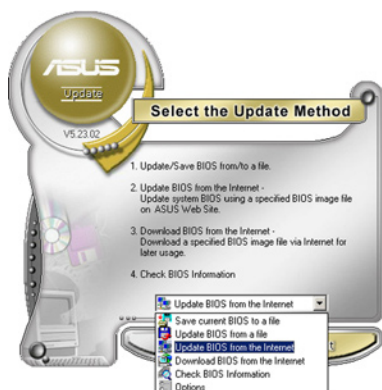 ASUS
Update
V5.23.02
Select the Update Method
1. Update/Save BIOS from/to a file.
2. Update BIOS from the Internet -
Update system BIOS using a specified BIOS image file
on ASUS Web Site.
3. Download BIOS from the Internet -
Download a specified BIOS image file via Internet for
later usage.
4. Check BIOS Information
Update BIOS from the Internet
Save current BIOS to a file
Update BIOS from a file
Update BIOS from the Internet
Download BIOS from the Internet
Check BIOS Information
Options